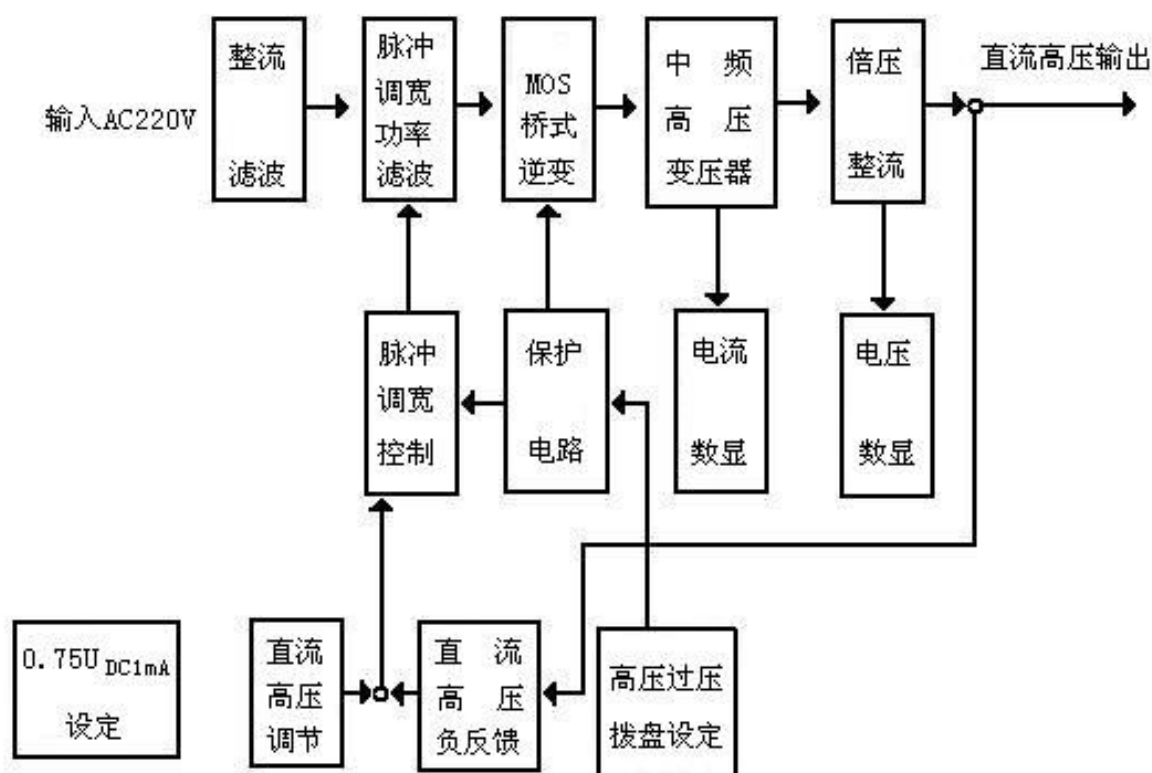 输入AC220V
整流
滤波
脉冲
调宽
功率
滤波
MOS
桥式
逆变
中 频
高 压
变压器
倍压
整流
直流高压输出
脉冲
调宽
控制
保护
电路
电流
数显
电压
数显
0.75U DC1mA
设定
直流
高压
调节
直 流
高 压
负反馈
高压过压
拨盘设定